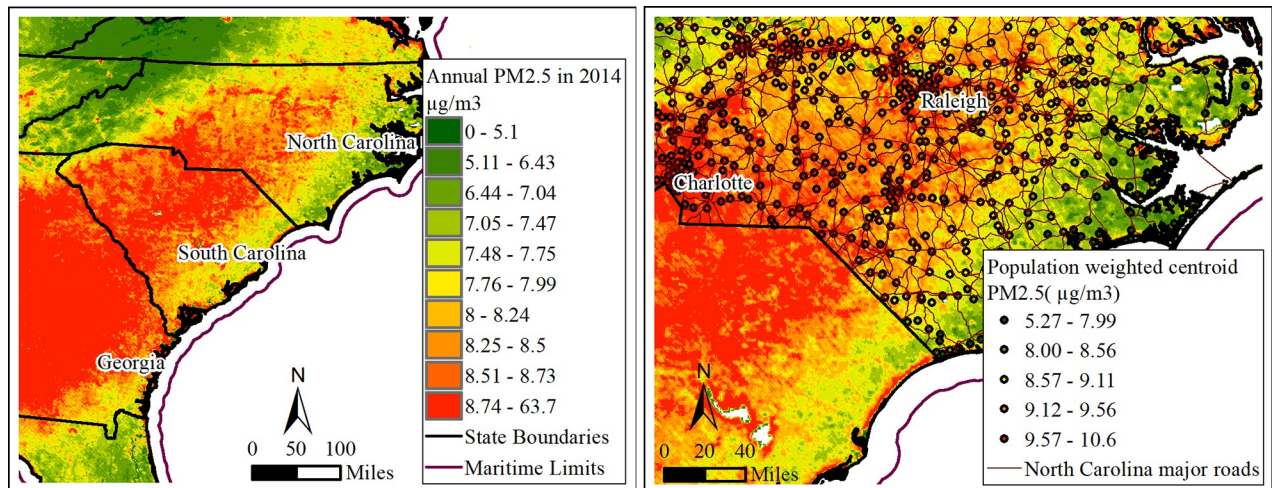 Annual PM2.5 in 2014
µg/m3
0 - 5.1
5.11 - 6.43
6.44 - 7.04
7.05 - 7.47
7.48 - 7.75
7.76 - 7.99
8 - 8.24
8.25 - 8.5
8.51 - 8.73
8.74 - 63.7
State Boundaries
Maritime Limits
North Carolina
South Carolina
Georgia
N
0 50 100
Miles
Raleigh
Charlotte
Population weighted centroid
PM2.5( µg/m3)
5.27 - 7.99
8.00 - 8.56
8.57 - 9.11
9.12 - 9.56
9.57 - 10.6
North Carolina major roads
N
0 20 40
Miles